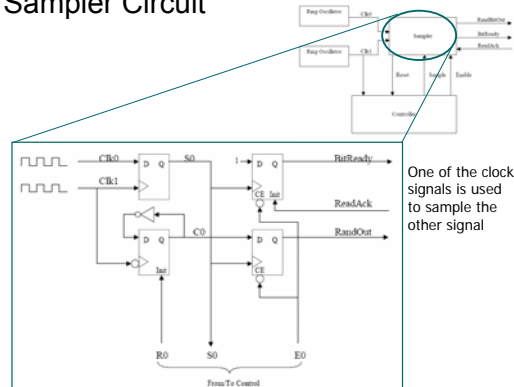 Sampler Circuit
Ring Oscillator
Clk0
Sampler
RandBitOut
BitReady
ReadAck
Ring Oscillator
Clk1
Reset
Sample
Enable
Controller
Clk0
D Q
S0
1
D Q
BitReady
Clk1
CE Init
ReadAck
D Q
C0
D Q
RandOut
Init
CE
R0
S0
E0
From/To Control
One of the clock
signals is used
to sample the
other signal